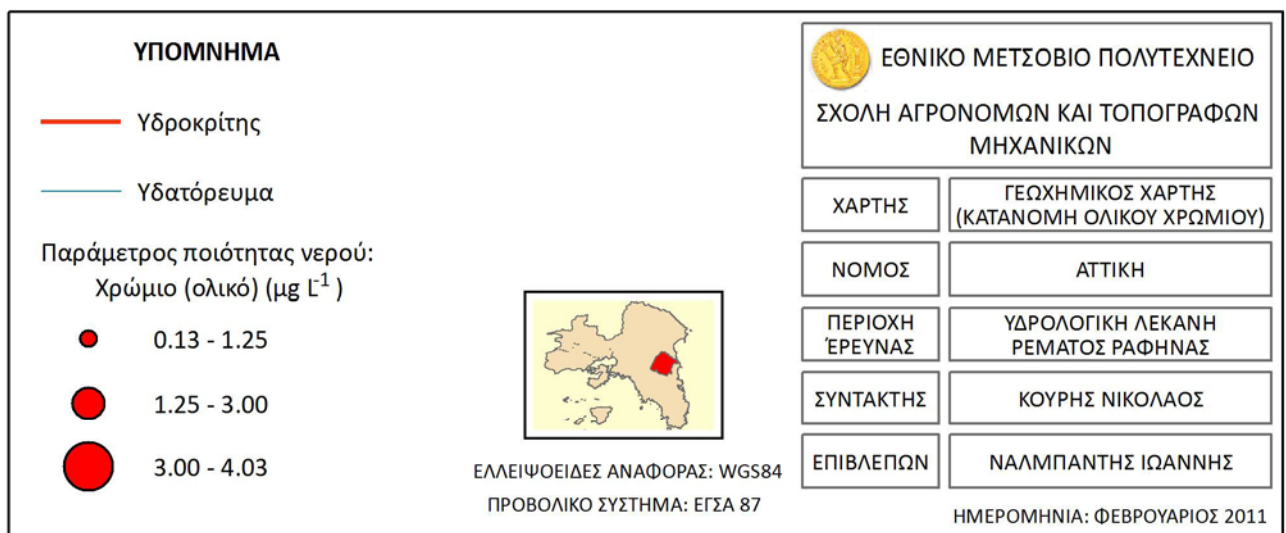 ΥΠΟΜΝΗΜΑ
Υδροκρίτης
Υδατόρευμα
Παράμετρος ποιότητας νερού:
Χρώμιο (ολικό) (μg L⁻¹ )
0.13 - 1.25
1.25 - 3.00
3.00 - 4.03
ΕΛΛΕΙΨΟΕΙΔΕΣ ΑΝΑΦΟΡΑΣ: WGS84
ΠΡΟΒΟΛΙΚΟ ΣΥΣΤΗΜΑ: ΕΓΣΑ 87
ΕΘΝΙΚΟ ΜΕΤΣΟΒΙΟ ΠΟΛΥΤΕΧΝΕΙΟ
ΣΧΟΛΗ ΑΓΡΟΝΟΜΩΝ ΚΑΙ ΤΟΠΟΓΡΑΦΩΝ
ΜΗΧΑΝΙΚΩΝ
ΧΑΡΤΗΣ
ΓΕΩΧΗΜΙΚΟΣ ΧΑΡΤΗΣ
(ΚΑΤΑΝΟΜΗ ΟΛΙΚΟΥ ΧΡΩΜΙΟΥ)
ΝΟΜΟΣ
ΑΤΤΙΚΗ
ΠΕΡΙΟΧΗ
ΈΡΕΥΝΑΣ
ΥΔΡΟΛΟΓΙΚΗ ΛΕΚΑΝΗ
ΡΕΜΑΤΟΣ ΡΑΦΗΝΑΣ
ΣΥΝΤΑΚΤΗΣ
ΚΟΥΡΗΣ ΝΙΚΟΛΑΟΣ
ΕΠΙΒΛΕΠΩΝ
ΝΑΛΜΠΑΝΤΗΣ ΙΩΑΝΝΗΣ
ΗΜΕΡΟΜΗΝΙΑ: ΦΕΒΡΟΥΑΡΙΟΣ 2011